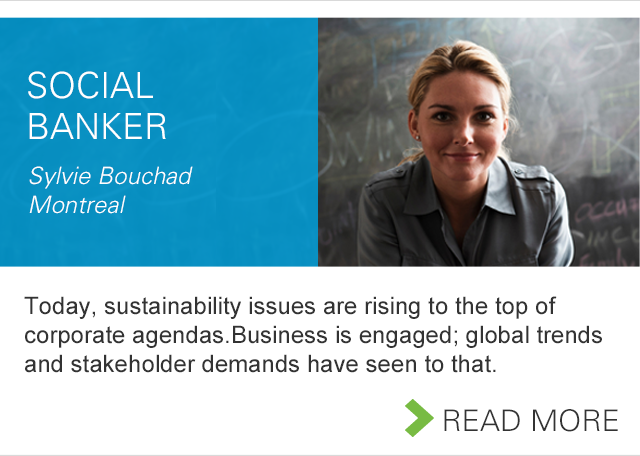 SOCIAL
BANKER
Sylvie Bouchad
Montreal
Today, sustainability issues are rising to the top of
corporate agendas.Business is engaged; global trends
and stakeholder demands have seen to that.
READ MORE